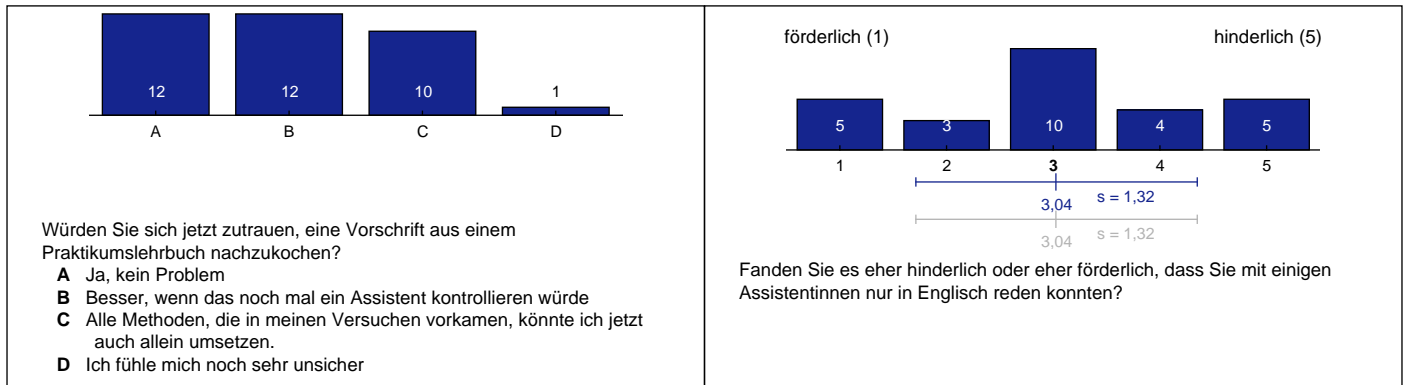 12
12
10
1
A
B
C
D
Würden Sie sich jetzt zutrauen, eine Vorschrift aus einem
Praktikumslehrbuch nachzukochen?
A Ja, kein Problem
B Besser, wenn das noch mal ein Assistent kontrollieren würde
C Alle Methoden, die in meinen Versuchen vorkamen, könnte ich jetzt
auch allein umsetzen.
D Ich fühle mich noch sehr unsicher
förderlich (1)
hinderlich (5)
5
3
10
4
5
1
2
3
4
5
3,04
s = 1,32
3,04
s = 1,32
Fanden Sie es eher hinderlich oder eher förderlich, dass Sie mit einigen
Assistentinnen nur in Englisch reden konnten?